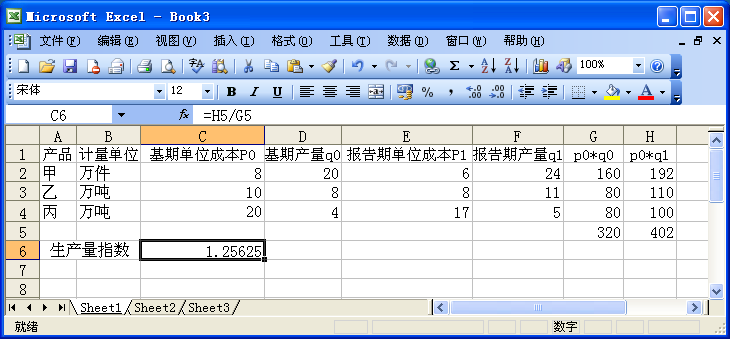 Microsoft Excel - Book3
文件(F) 编辑(E) 视图(V) 插入(I) 格式(O) 工具(T) 数据(D) 窗口(W) 帮助(H)
100%
宋体 12 B I U
C6 fx =H5/G5
A B C D E F G H
1 产品 计量单位 基期单位成本P0 基期产量q0 报告期单位成本P1 报告期产量q1 p0*q0 p0*q1
2 甲 万件 8 20 6 24 160 192
3 乙 万吨 10 8 8 11 80 110
4 丙 万吨 20 4 17 5 80 100
5 320 402
6 生产量指数 1.25625
7
8
Sheet1 Sheet2 Sheet3
就绪 数字